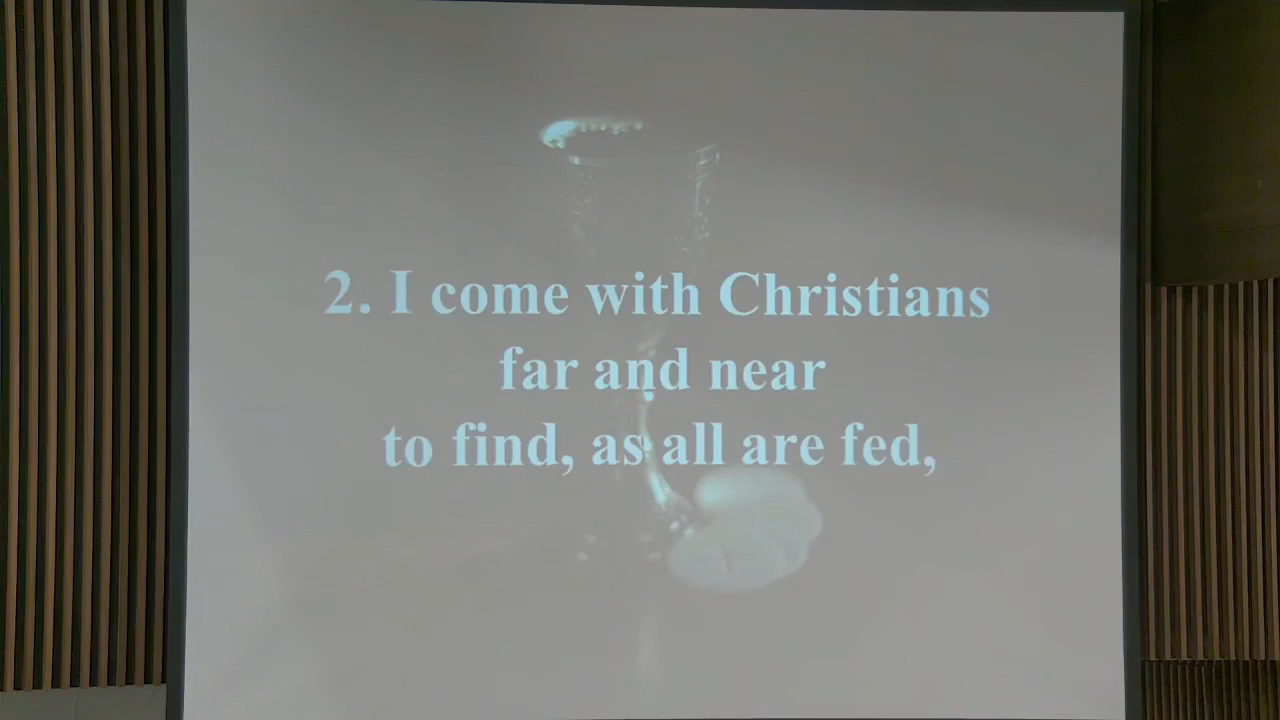 2. I come with Christians
far and near
to find, as all are fed,